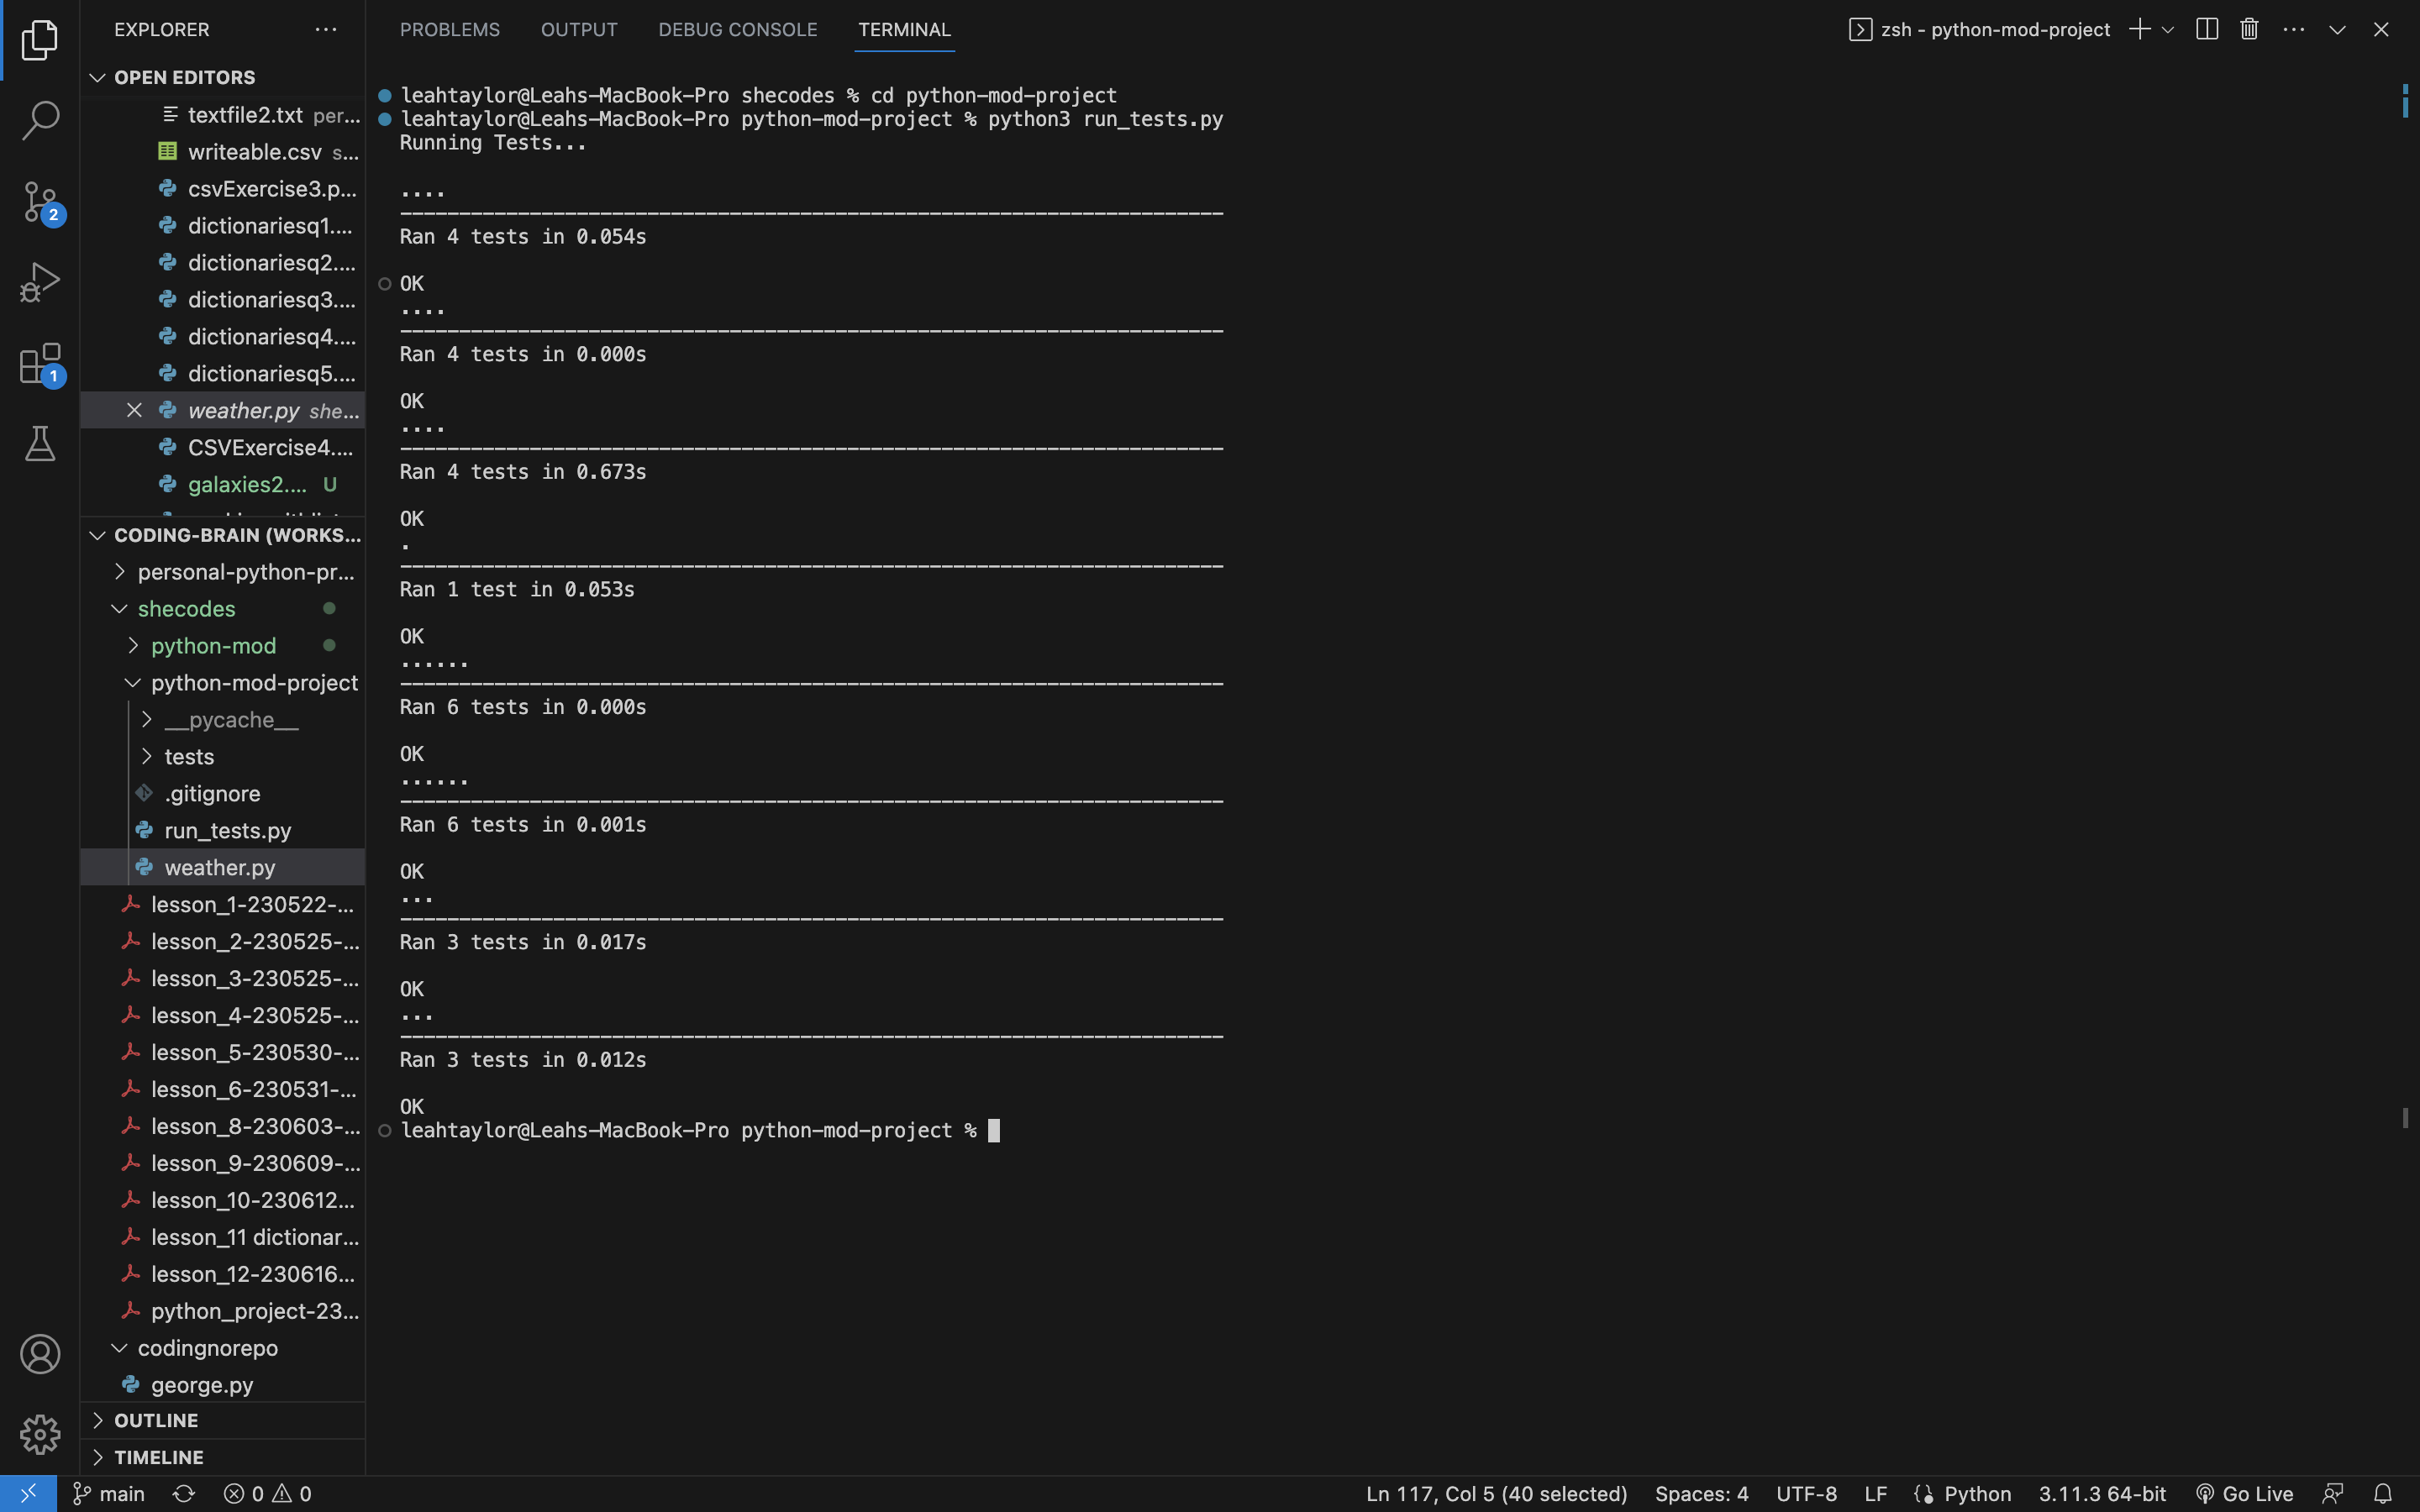 EXPLORER
OPEN EDITORS
textfile2.txt per...
writeable.csv s...
csvExercise3.p...
dictionariesq1....
dictionariesq2....
dictionariesq3....
dictionariesq4....
dictionariesq5....
weather.py she...
CSVExercise4....
galaxies2.... U
2
1
CODING-BRAIN (WORKS...
personal-python-pr...
shecodes
python-mod
python-mod-project
__pycache__
tests
.gitignore
run_tests.py
weather.py
lesson_1-230522-...
lesson_2-230525-...
lesson_3-230525-...
lesson_4-230525-...
lesson_5-230530-...
lesson_6-230531-...
lesson_8-230603-...
lesson_9-230609-...
lesson_10-230612...
lesson_11 dictionar...
lesson_12-230616...
python_project-23...
codingnorepo
george.py
OUTLINE
TIMELINE
PROBLEMS OUTPUT DEBUG CONSOLE TERMINAL
zsh - python-mod-project
leahtaylor@Leahs-MacBook-Pro shecodes % cd python-mod-project
leahtaylor@Leahs-MacBook-Pro python-mod-project % python3 run_tests.py
Running Tests...
....
----------------------------------------------------------------------
Ran 4 tests in 0.054s
OK
....
----------------------------------------------------------------------
Ran 4 tests in 0.000s
OK
....
----------------------------------------------------------------------
Ran 4 tests in 0.673s
OK
.
----------------------------------------------------------------------
Ran 1 test in 0.053s
OK
......
----------------------------------------------------------------------
Ran 6 tests in 0.000s
OK
......
----------------------------------------------------------------------
Ran 6 tests in 0.001s
OK
...
----------------------------------------------------------------------
Ran 3 tests in 0.017s
OK
...
----------------------------------------------------------------------
Ran 3 tests in 0.012s
OK
leahtaylor@Leahs-MacBook-Pro python-mod-project %
main 0 0 Ln 117, Col 5 (40 selected) Spaces: 4 UTF-8 LF Python 3.11.3 64-bit Go Live